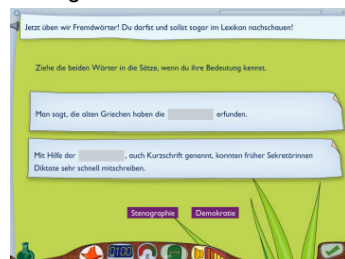 Jetzt üben wir Fremdwörter! Du darfst und sollst sogar im Lexikon nachschauen!
Ziehe die beiden Wörter in die Sätze, wenn du ihre Bedeutung kennst.
Man sagt, die alten Griechen haben die erfunden.
Mit Hilfe der , auch Kurzschrift genannt, konnten früher Sekretärinnen
Diktate sehr schnell mitschreiben.
Stenographie Demokratie